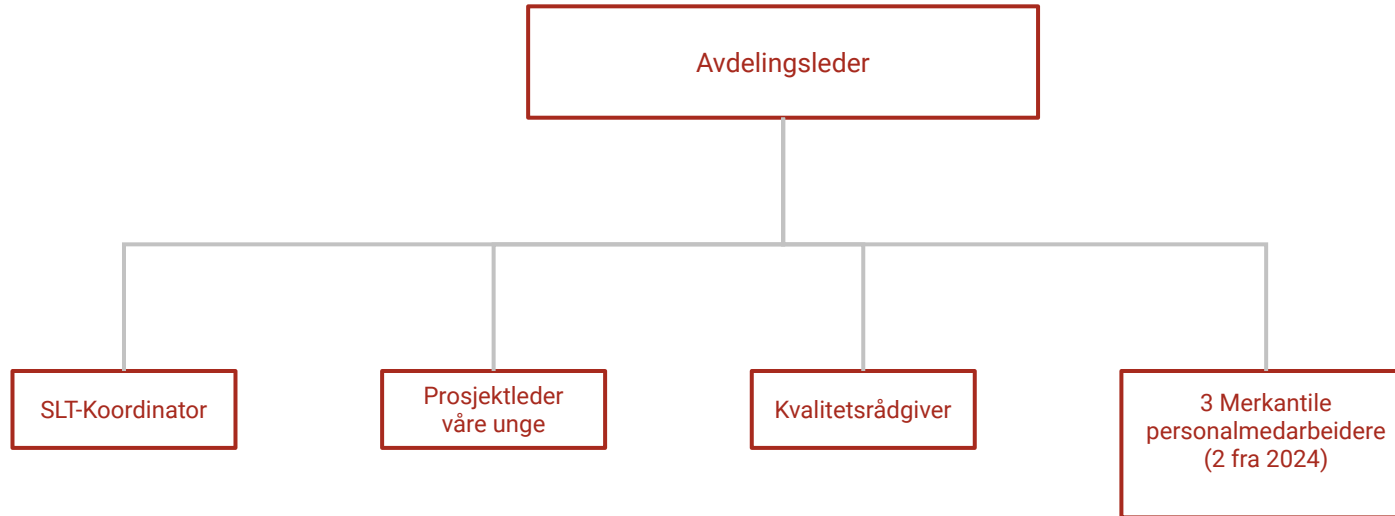 Avdelingsleder
SLT-Koordinator
Prosjektleder
våre unge
Kvalitetsrådgiver
3 Merkantile
personalmedarbeidere
(2 fra 2024)